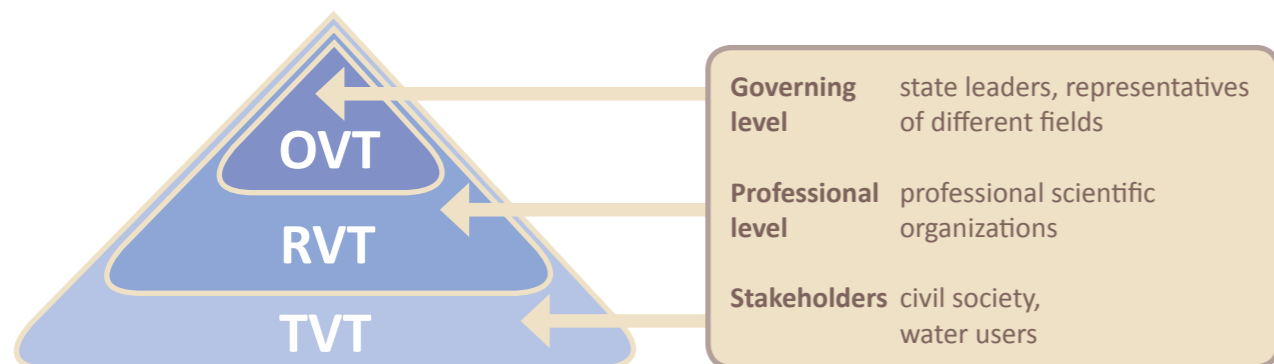 OVT
RVT
TVT
Governing level
state leaders, representatives
of different fields
Professional level
professional scientific
organizations
Stakeholders
civil society,
water users